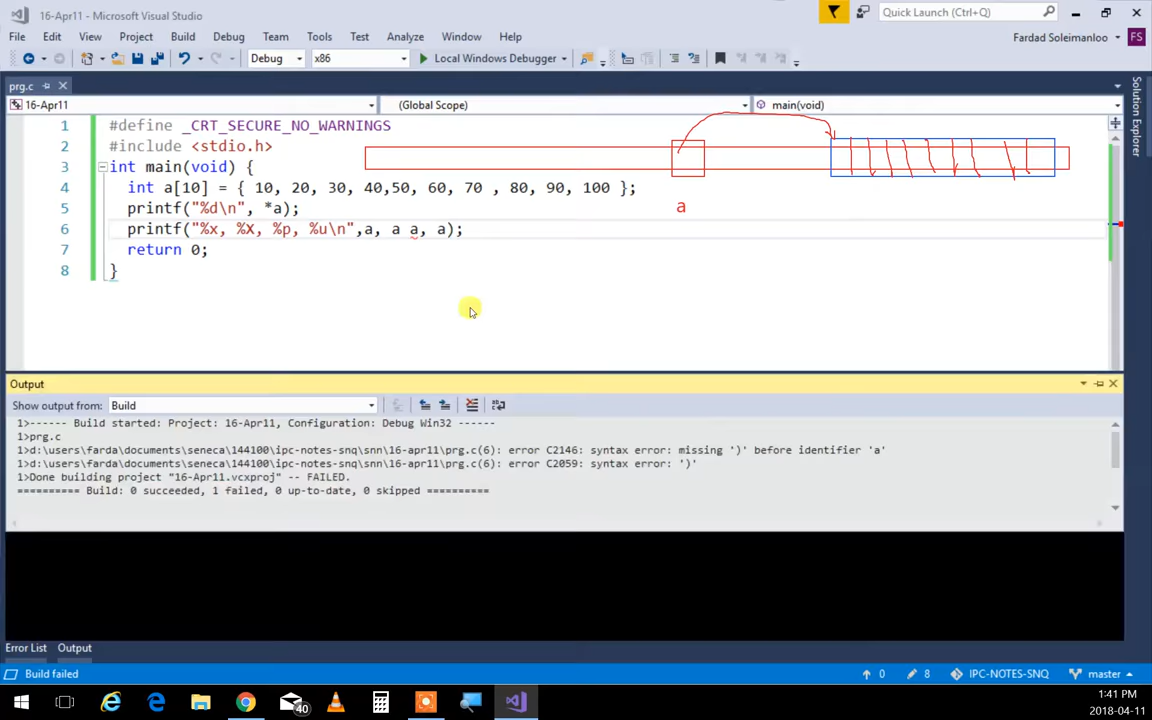 16-Apr11 - Microsoft Visual Studio
Quick Launch (Ctrl+Q)
File Edit View Project Build Debug Team Tools Test Analyze Window Help
Fardad Soleimanloo FS
Debug x86 Local Windows Debugger
prg.c
16-Apr11 (Global Scope) main(void)
Solution Explorer
1 #define _CRT_SECURE_NO_WARNINGS
2 #include <stdio.h>
3 int main(void) {
4 int a[10] = { 10, 20, 30, 40,50, 60, 70 , 80, 90, 100 };
5 printf("%d\n", *a);
a
6 printf("%x, %X, %p, %u\n",a, a a, a);
7 return 0;
8 }
Output
Show output from: Build
1>------ Build started: Project: 16-Apr11, Configuration: Debug Win32 ------
1>prg.c
1>d:\users\farda\documents\seneca\144100\ipc-notes-snq\snn\16-apr11\prg.c(6): error C2146: syntax error: missing ')' before identifier 'a'
1>d:\users\farda\documents\seneca\144100\ipc-notes-snq\snn\16-apr11\prg.c(6): error C2059: syntax error: ')'
1>Done building project "16-Apr11.vcxproj" -- FAILED.
========== Build: 0 succeeded, 1 failed, 0 up-to-date, 0 skipped ==========
Error List Output
Build failed 0 8 IPC-NOTES-SNQ master
40
1:41 PM
2018-04-11